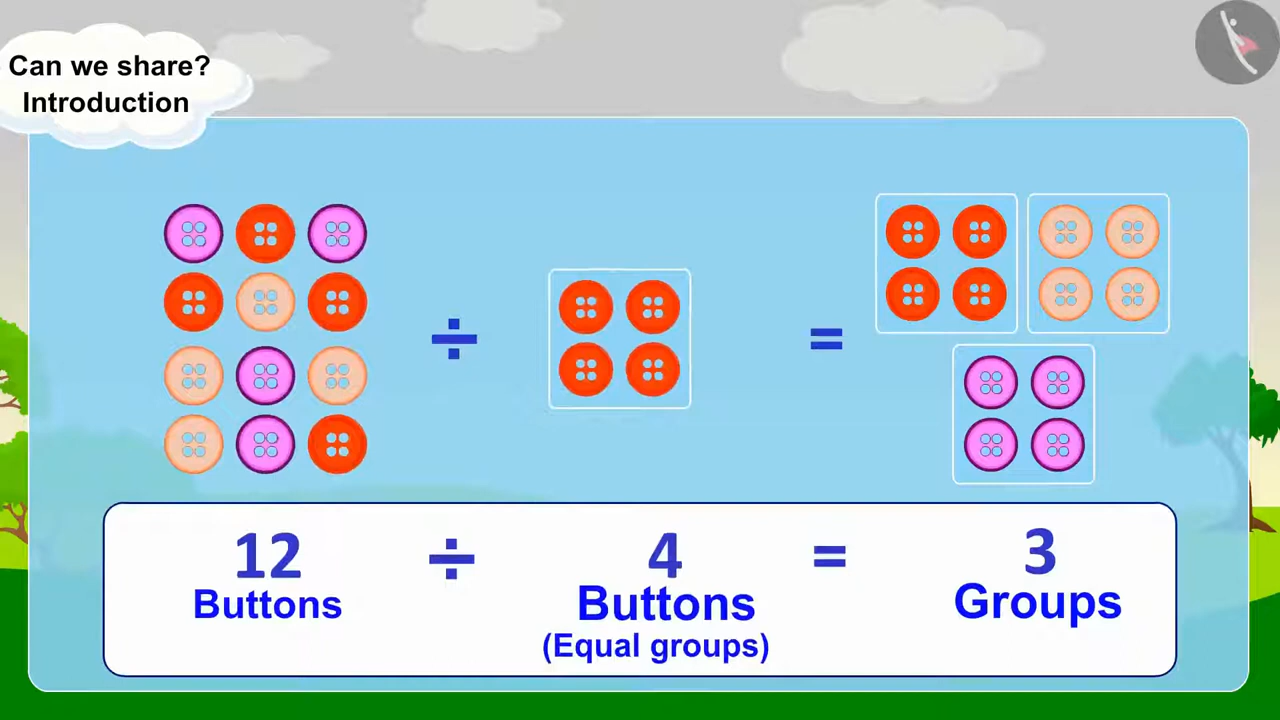 Can we share?
Introduction
÷ =
12 ÷ 4 = 3
Buttons Buttons Groups
(Equal groups)